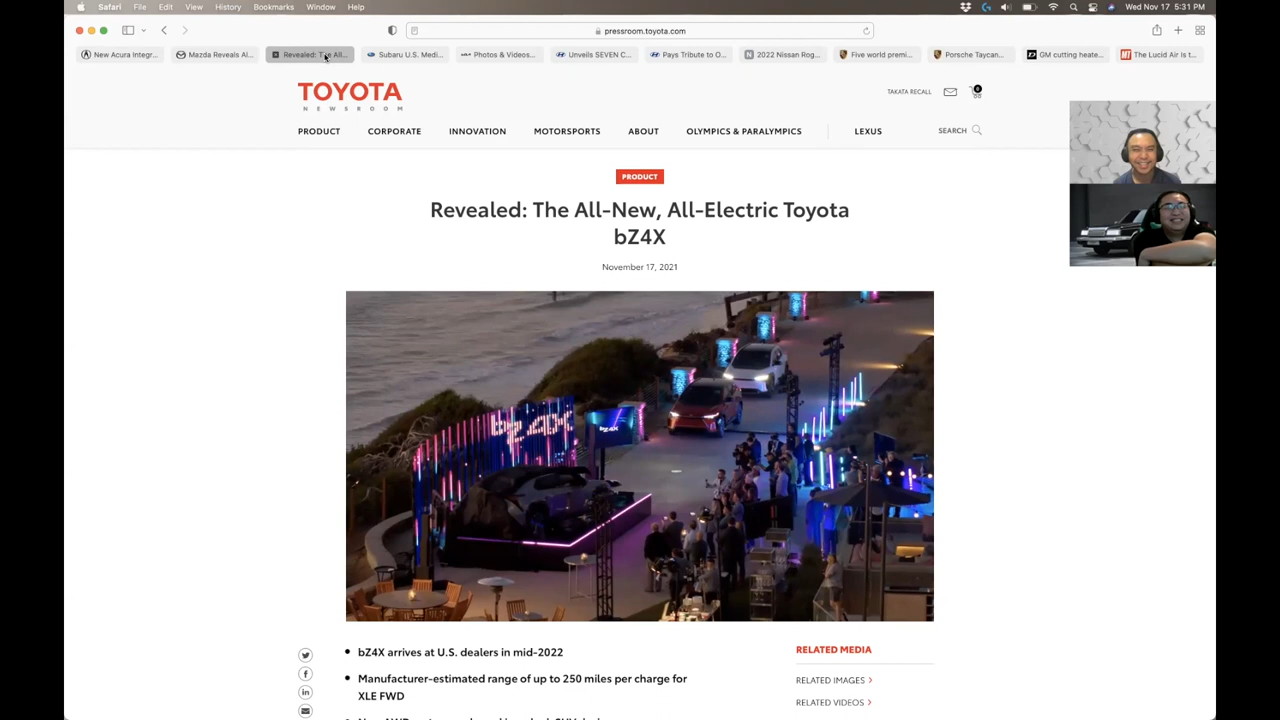 Safari File Edit View History Bookmarks Window Help Wed Nov 17 5:31 PM
pressroom.toyota.com
New Acura Integr... Mazda Reveals Al... Revealed: The All... Subaru U.S. Medi... Photos & Videos... Unveils SEVEN C... Pays Tribute to O... 2022 Nissan Rog... Five world premi... Porsche Taycan... GM cutting heate... The Lucid Air is t...
TOYOTA
NEWSROOM
TAKATA RECALL 0
PRODUCT CORPORATE INNOVATION MOTORSPORTS ABOUT OLYMPICS & PARALYMPICS LEXUS SEARCH
PRODUCT
Revealed: The All-New, All-Electric Toyota
bZ4X
November 17, 2021
bZ4X
bZ4X
• bZ4X arrives at U.S. dealers in mid-2022
• Manufacturer-estimated range of up to 250 miles per charge for
XLE FWD
RELATED MEDIA
RELATED IMAGES
RELATED VIDEOS